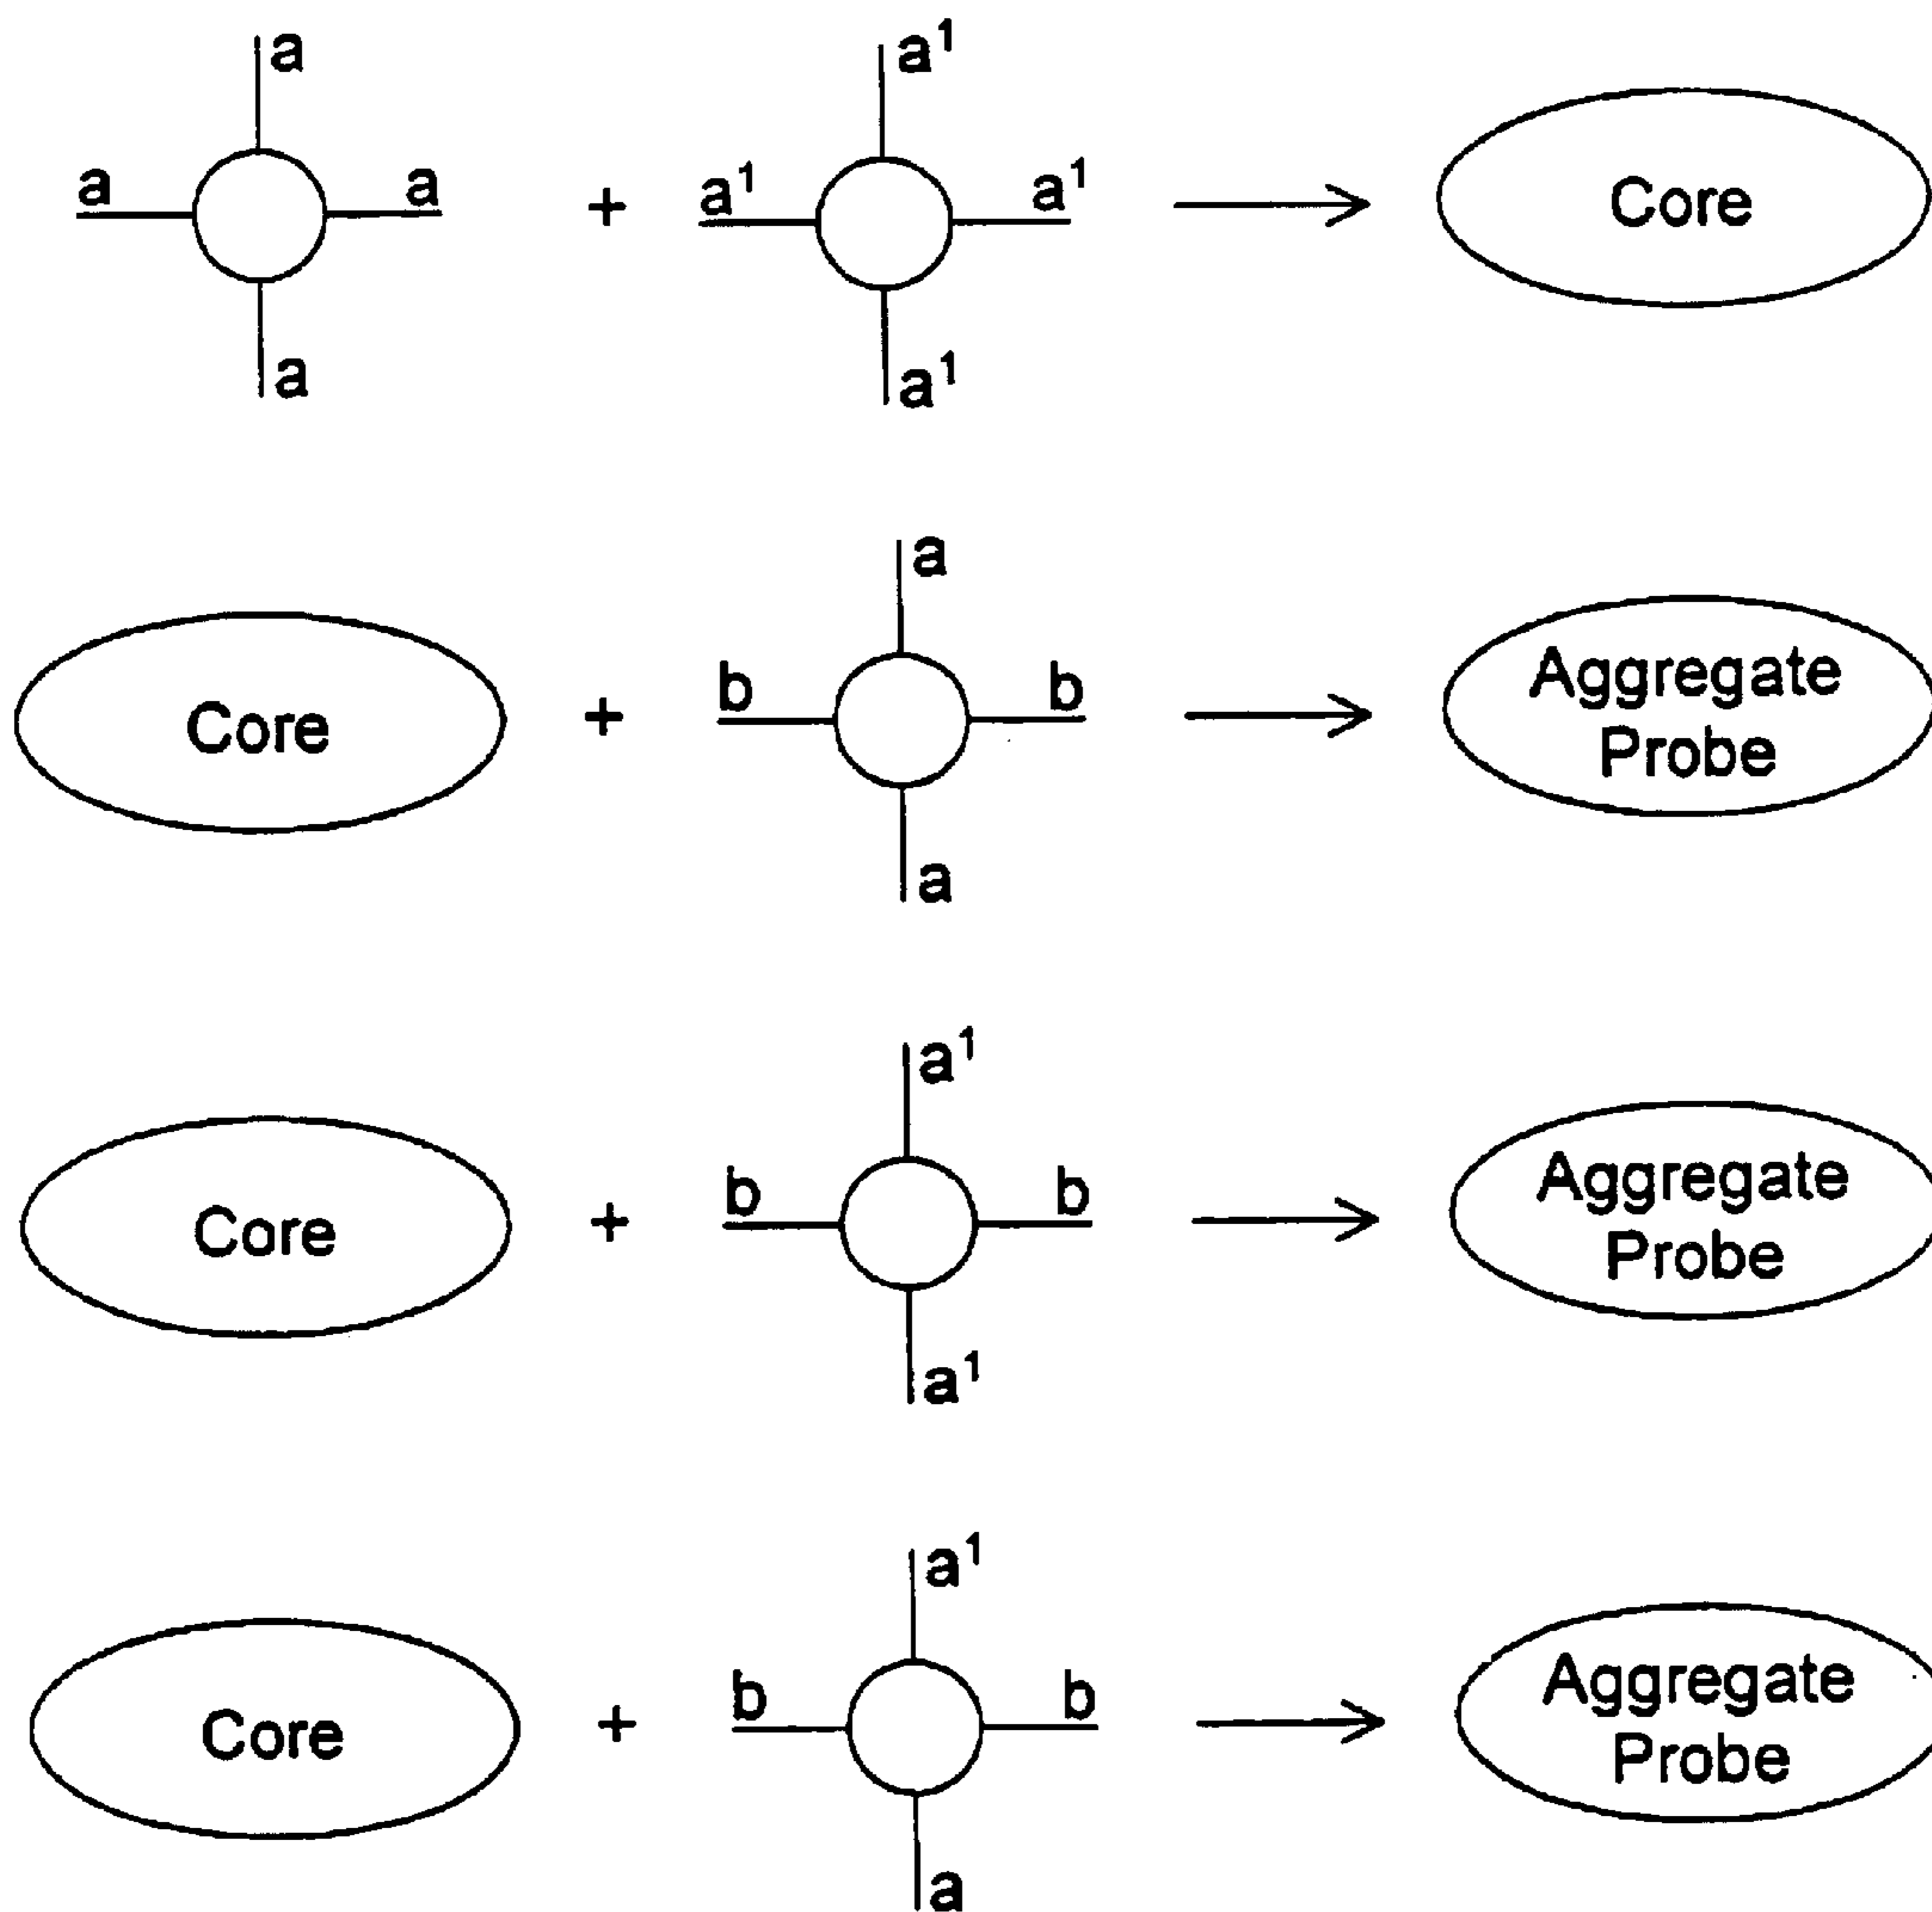 a a¹
a a + a¹ a¹ Core
a a¹
a
Core + b b Aggregate
Probe
a
a¹
Core + b b Aggregate
Probe
a¹
a¹
Core + b b Aggregate
Probe
a